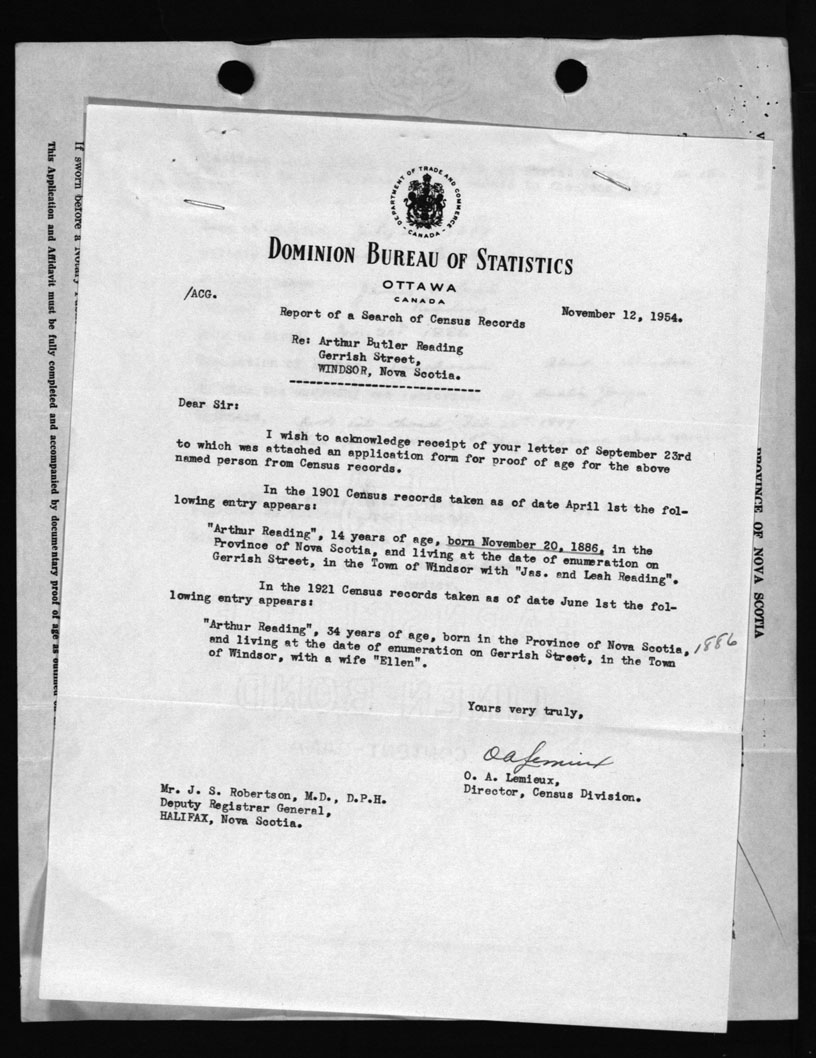 DEPARTMENT OF TRADE AND COMMERCE
- CANADA -
DOMINION BUREAU OF STATISTICS
OTTAWA
CANADA
/ACG.
November 12, 1954.
Report of a Search of Census Records
Re: Arthur Butler Reading
Gerrish Street,
WINDSOR, Nova Scotia.
Dear Sir:
I wish to acknowledge receipt of your letter of September 23rd
to which was attached an application form for proof of age for the above
named person from Census records.
In the 1901 Census records taken as of date April 1st the fol-
lowing entry appears:
"Arthur Reading", 14 years of age, born November 20, 1886, in the
Province of Nova Scotia, and living at the date of enumeration on
Gerrish Street, in the Town of Windsor with "Jas. and Leah Reading".
In the 1921 Census records taken as of date June 1st the fol-
lowing entry appears:
"Arthur Reading", 34 years of age, born in the Province of Nova Scotia, 1886
and living at the date of enumeration on Gerrish Street, in the Town
of Windsor, with a wife "Ellen".
Yours very truly,
OALemieux
O. A. Lemieux,
Director, Census Division.
Mr. J. S. Robertson, M.D., D.P.H.
Deputy Registrar General,
HALIFAX, Nova Scotia.
If sworn before a Notary
This Application and Affidavit must be fully completed and accompanied by documentary proof of age as outlined
PROVINCE OF NOVA SCOTIA